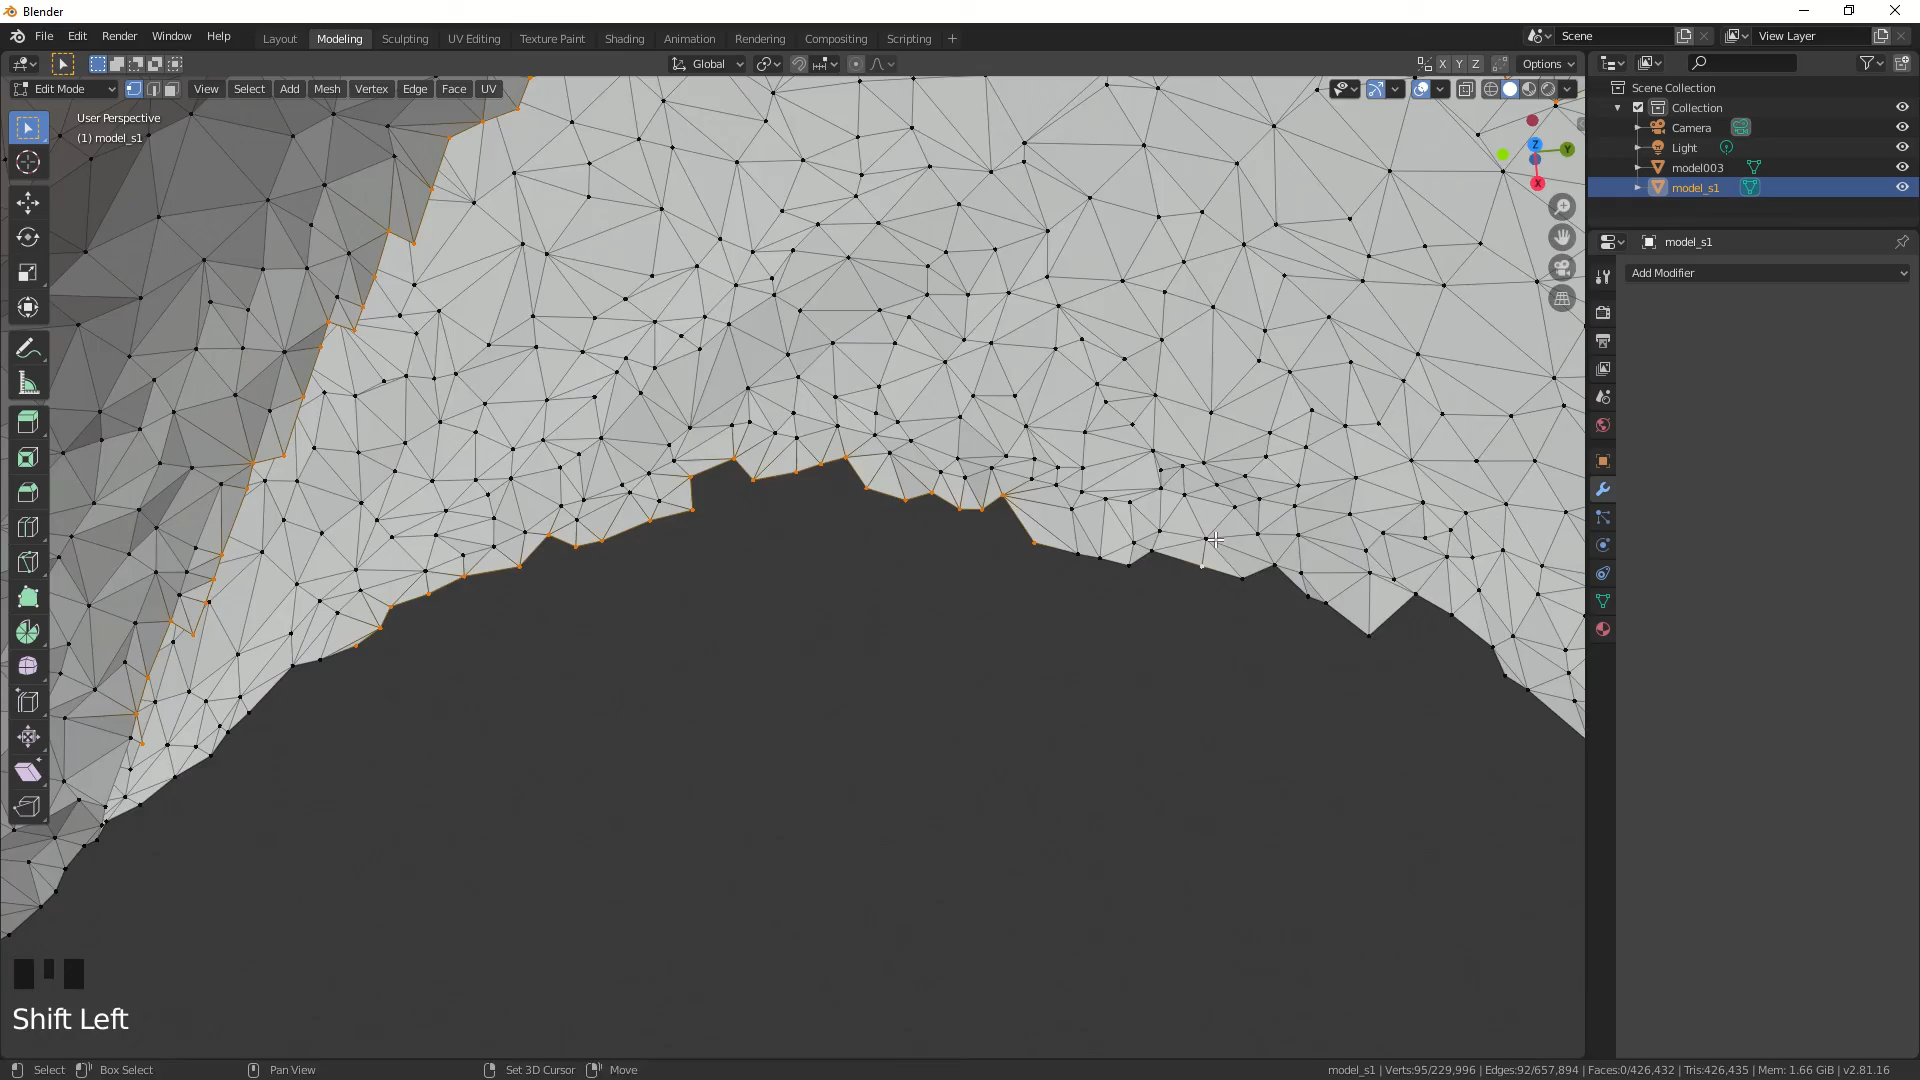 Blender
File Edit Render Window Help
Layout Modeling Sculpting UV Editing Texture Paint Shading Animation Rendering Compositing Scripting +
Scene
View Layer
Global
X Y Z
Options
Edit Mode
View Select Add Mesh Vertex Edge Face UV
User Perspective
(1) model_s1
Z
Y
X
Scene Collection
Collection
Camera
Light
model003
model_s1
model_s1
Add Modifier
Shift Left
Select
Box Select
Pan View
Set 3D Cursor
Move
model_s1 | Verts:95/229,996 | Edges:92/657,894 | Faces:0/426,432 | Tris:426,435 | Mem: 1.66 GiB | v2.81.16